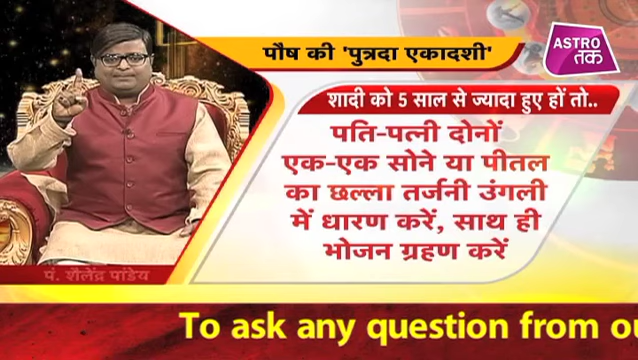 पौष की 'पुत्रदा एकादशी'
ASTRO
तक
शादी को 5 साल से ज्यादा हुए हों तो..
पति-पत्नी दोनों
एक-एक सोने या पीतल
का छल्ला तर्जनी उंगली
में धारण करें, साथ ही
भोजन ग्रहण करें
पं. शैलेंद्र पांडेय
To ask any question from ou